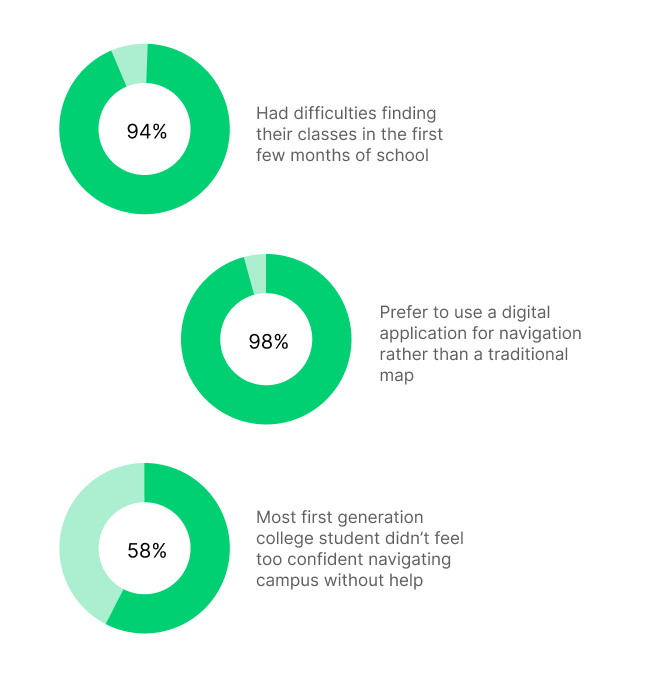 94%
Had difficulties finding
their classes in the first
few months of school
98%
Prefer to use a digital
application for navigation
rather than a traditional
map
58%
Most first generation
college student didn’t feel
too confident navigating
campus without help